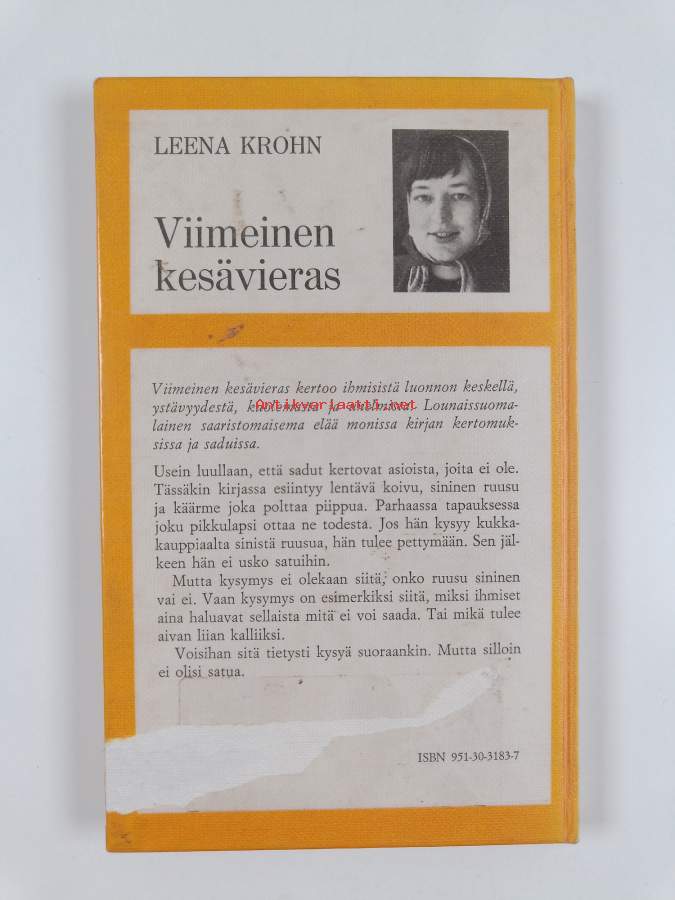 LEENA KROHN
Viimeinen
kesävieras
Viimeinen kesävieras kertoo ihmisistä luonnon keskellä,
ystävyydestä, kuolemasta ja unelmista. Lounaissuoma-
Antikvariaatti.net
lainen saaristomaisema elää monissa kirjan kertomuk-
sissa ja saduissa.
Usein luullaan, että sadut kertovat asioista, joita ei ole.
Tässäkin kirjassa esiintyy lentävä koivu, sininen ruusu
ja käärme joka polttaa piippua. Parhaassa tapauksessa
joku pikkulapsi ottaa ne todesta. Jos hän kysyy kukka-
kauppiaalta sinistä ruusua, hän tulee pettymään. Sen jäl-
keen hän ei usko satuihin.
Mutta kysymys ei olekaan siitä, onko ruusu sininen
vai ei. Vaan kysymys on esimerkiksi siitä, miksi ihmiset
aina haluavat sellaista mitä ei voi saada. Tai mikä tulee
aivan liian kalliiksi.
Voisihan sitä tietysti kysyä suoraankin. Mutta silloin
ei olisi satua.
ISBN 951-30-3183-7